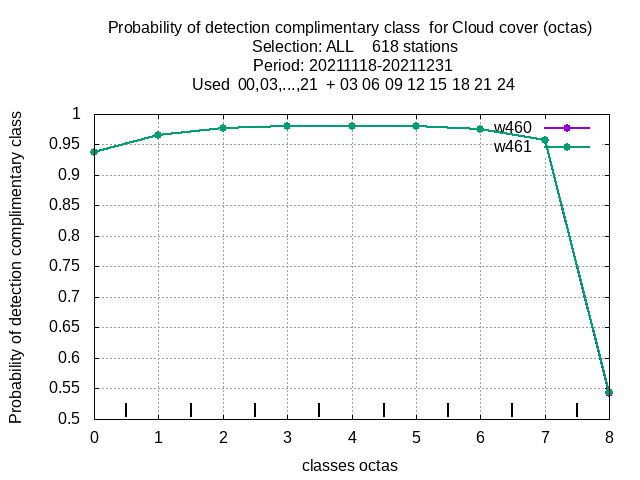 Probability of detection complimentary class  for Cloud cover (octas)
Selection: ALL    618 stations
Period: 20211118-20211231
Used  00,03,...,21  + 03 06 09 12 15 18 21 24
Probability of detection complimentary class
1
0.95
0.9
0.85
0.8
0.75
0.7
0.65
0.6
0.55
0.5
w460
w461
0 1 2 3 4 5 6 7 8
classes octas